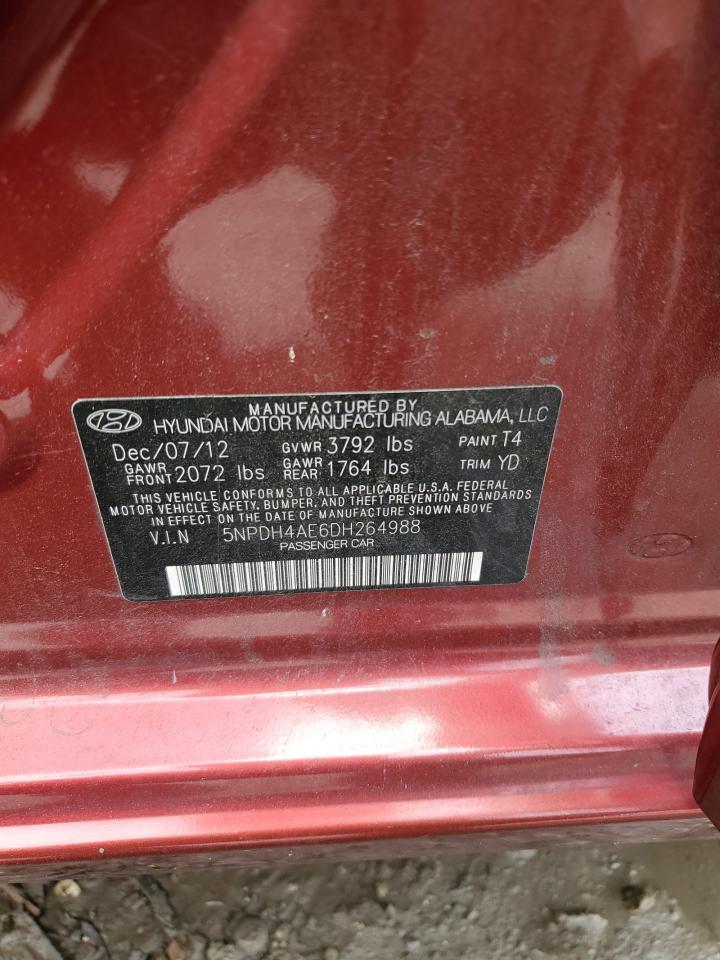 MANUFACTURED BY
HYUNDAI MOTOR MANUFACTURING ALABAMA, LLC
Dec/07/12 GVWR 3792 lbs PAINT T4
GAWR FRONT 2072 lbs GAWR REAR 1764 lbs TRIM YD
THIS VEHICLE CONFORMS TO ALL APPLICABLE U.S.A. FEDERAL
MOTOR VEHICLE SAFETY, BUMPER, AND THEFT PREVENTION STANDARDS
IN EFFECT ON THE DATE OF MANUFACTURE SHOWN ABOVE
V.I.N 5NPDH4AE6DH264988
PASSENGER CAR